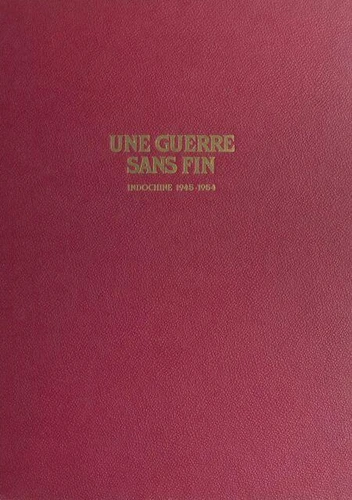 UNE GUERRE
SANS FIN
INDOCHINE 1945-1954